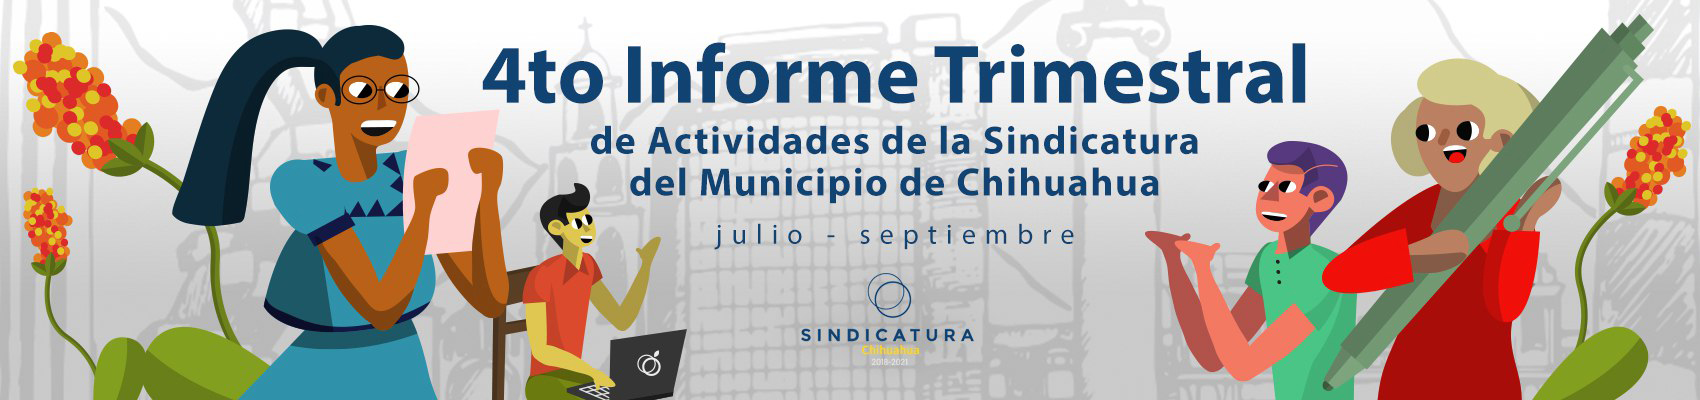 4to Informe Trimestral
de Actividades de la Sindicatura
del Municipio de Chihuahua
julio - septiembre
SINDICATURA
Chihuahua
2018-2021